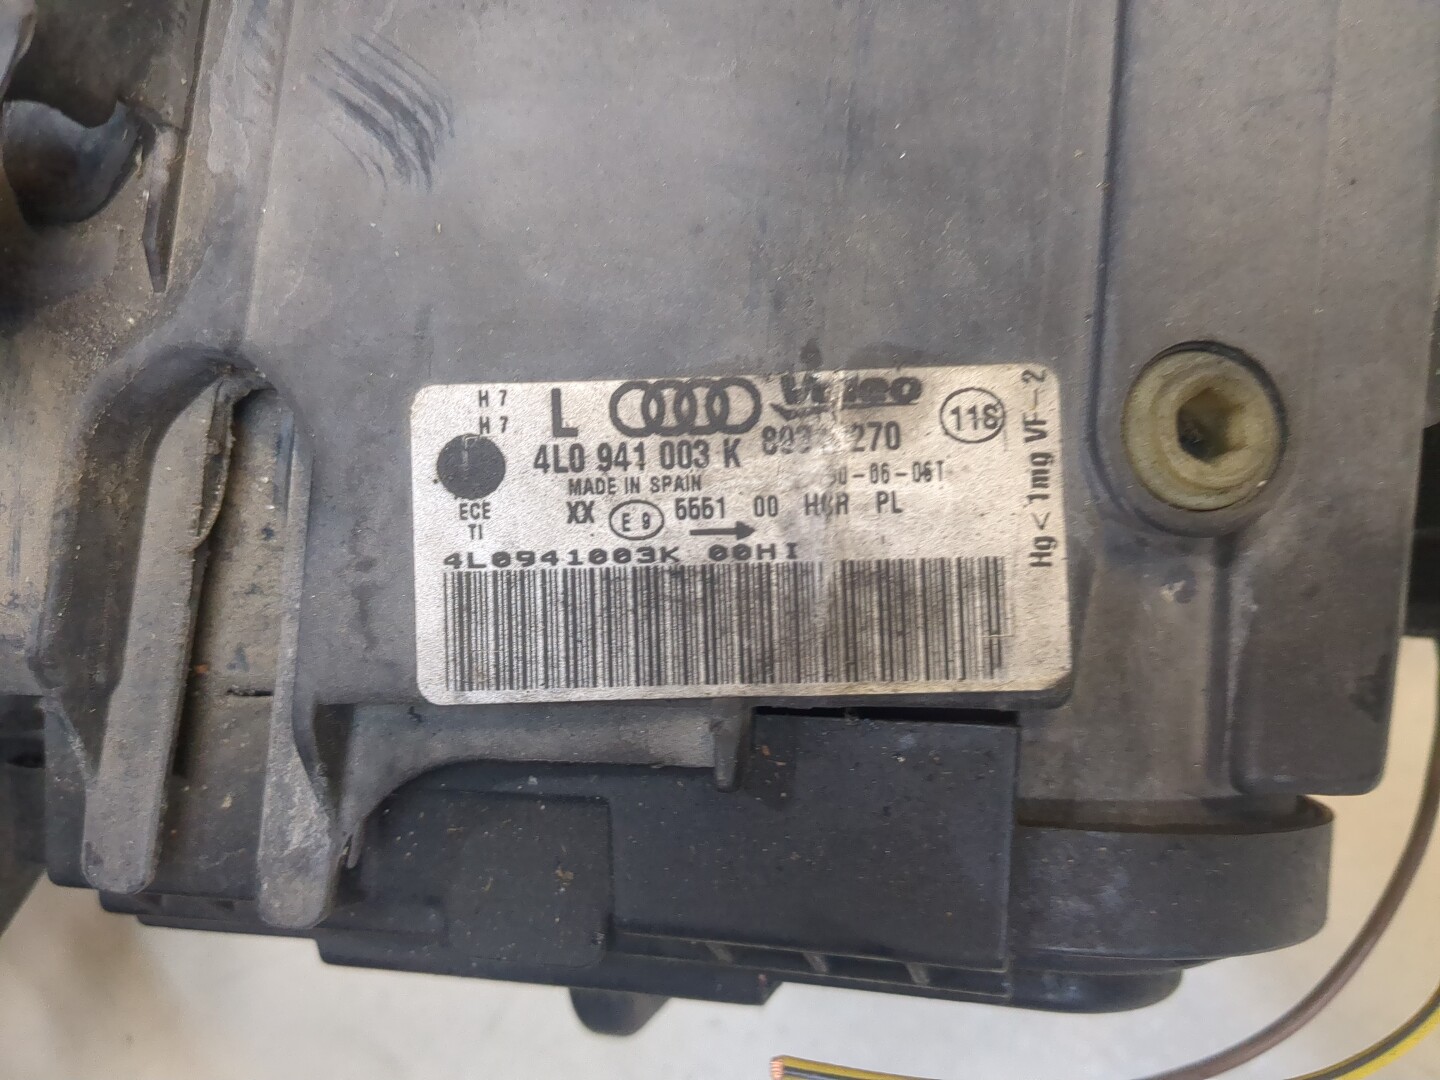 H7 L Valeo 118
H7
4L0 941 003 K 270
MADE IN SPAIN
ECE XX E9 5551 00 HCR PL
TI
4L0941003K 00HI
Hg < 1mg VF-2